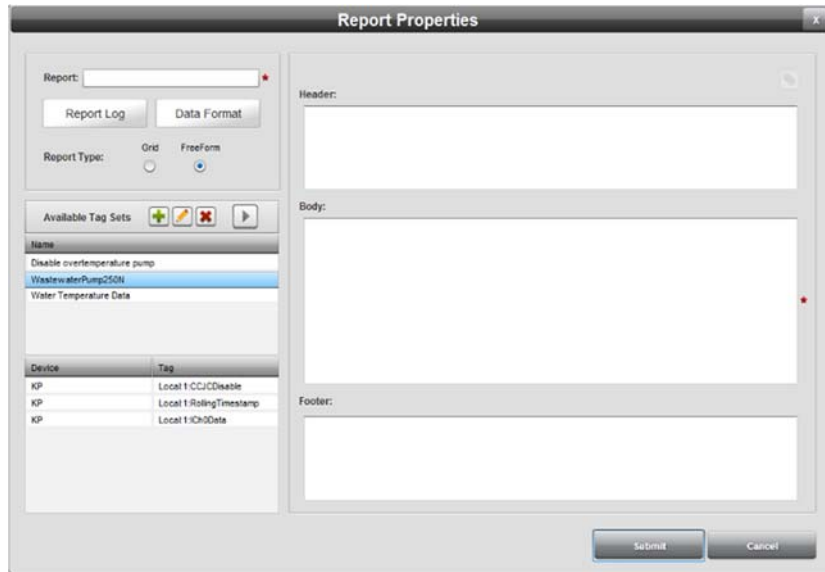 Report Properties
x
Report: *
Report Log Data Format
Grid FreeForm
Report Type:
Available Tag Sets
Name
Disable overtemperature pump
WastewaterPump250N
Water Temperature Data
Device Tag
KP Local 1:CCJCDisable
KP Local 1:RollingTimestamp
KP Local 1:ICh0Data
Header:
Body:
*
Footer:
Submit Cancel